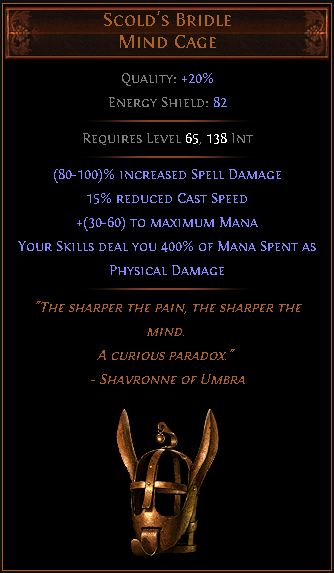 Scold's Bridle
Mind Cage
Quality: +20%
Energy Shield: 82
Requires Level 65, 138 Int
(80-100)% increased Spell Damage
15% reduced Cast Speed
+(30-60) to maximum Mana
Your Skills deal you 400% of Mana Spent as
Physical Damage
"The sharper the pain, the sharper the
mind.
A curious paradox."
- Shavronne of Umbra